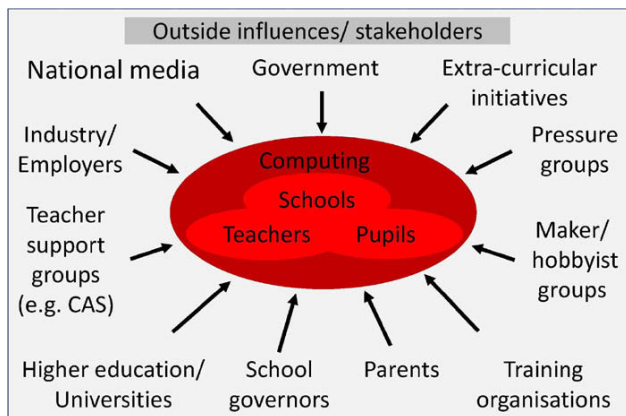 Outside influences/ stakeholders
National media
Government
Extra-curricular
initiatives
Industry/
Employers
Computing
Pressure
groups
Schools
Teacher
support
groups
(e.g. CAS)
Teachers
Pupils
Maker/
hobbyist
groups
Higher education/
Universities
School
governors
Parents
Training
organisations